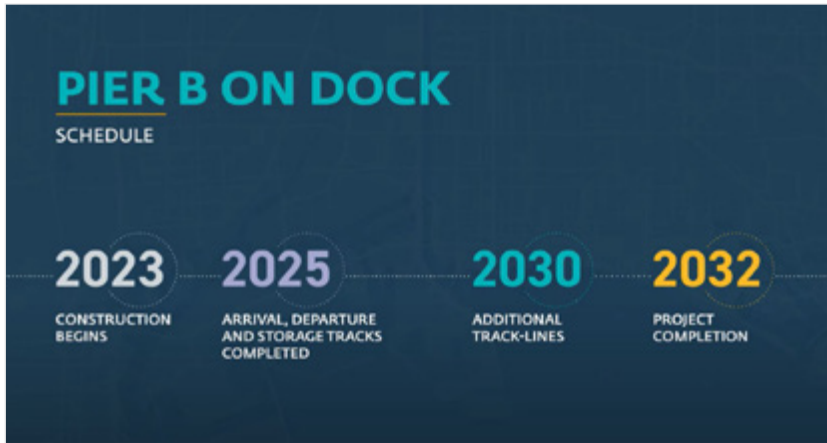 PIER B ON DOCK
SCHEDULE
2023
CONSTRUCTION
BEGINS
2025
ARRIVAL, DEPARTURE
AND STORAGE TRACKS
COMPLETED
2030
ADDITIONAL
TRACK-LINES
2032
PROJECT
COMPLETION